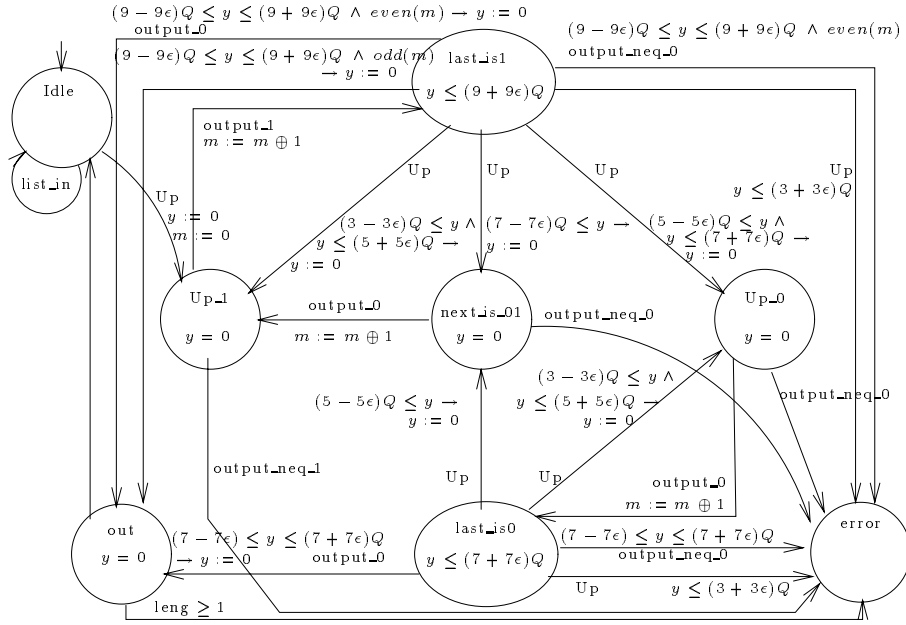 (9 − 9ϵ)Q ≤ y ≤ (9 + 9ϵ)Q ∧ even(m) → y := 0
output_0
(9 − 9ϵ)Q ≤ y ≤ (9 + 9ϵ)Q ∧ odd(m)
→ y := 0
last_is1
y ≤ (9 + 9ϵ)Q
(9 − 9ϵ)Q ≤ y ≤ (9 + 9ϵ)Q ∧ even(m)
output_neq_0
Idle
list_in
output_1
m := m ⊕ 1
Up
y := 0
m := 0
Up
Up
Up
Up
y ≤ (3 + 3ϵ)Q
(3 − 3ϵ)Q ≤ y ∧
y ≤ (5 + 5ϵ)Q →
y := 0
(7 − 7ϵ)Q ≤ y →
y := 0
(5 − 5ϵ)Q ≤ y ∧
y ≤ (7 + 7ϵ)Q →
y := 0
Up_1
y = 0
output_0
m := m ⊕ 1
next_is_01
y = 0
output_neq_0
Up_0
y = 0
(5 − 5ϵ)Q ≤ y →
y := 0
(3 − 3ϵ)Q ≤ y ∧
y ≤ (5 + 5ϵ)Q →
y := 0
output_neq_0
output_neq_1
Up
Up
output_0
m := m ⊕ 1
out
y = 0
(7 − 7ϵ) ≤ y ≤ (7 + 7ϵ)Q
→ y := 0
output_0
last_is0
y ≤ (7 + 7ϵ)Q
(7 − 7ϵ) ≤ y ≤ (7 + 7ϵ)Q
output_neq_0
error
Up
y ≤ (3 + 3ϵ)Q
leng ≥ 1